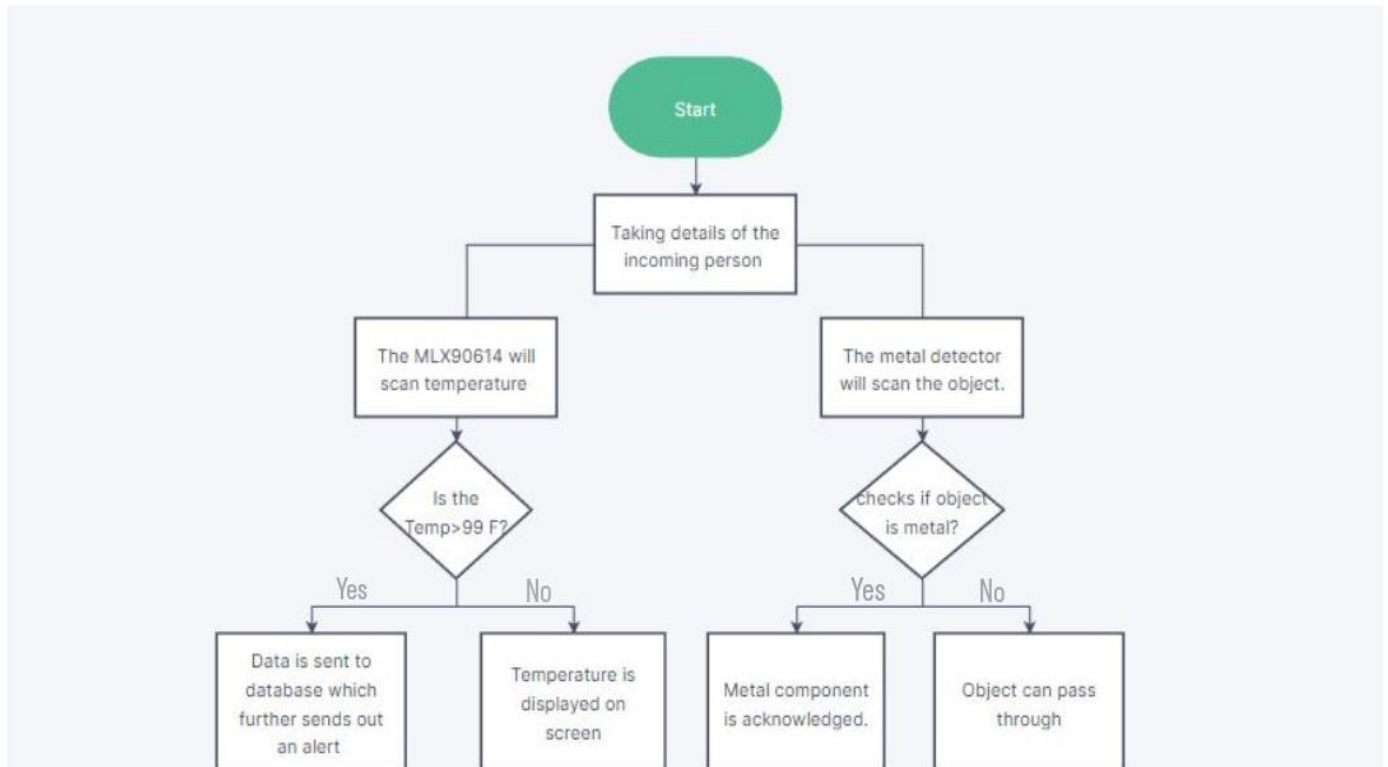 Start
Taking details of the
incoming person
The MLX90614 will
scan temperature
The metal detector
will scan the object.
Is the
Temp>99 F?
checks if object
is metal?
Yes
No
Yes
No
Data is sent to
database which
further sends out
an alert
Temperature is
displayed on
screen
Metal component
is acknowledged.
Object can pass
through